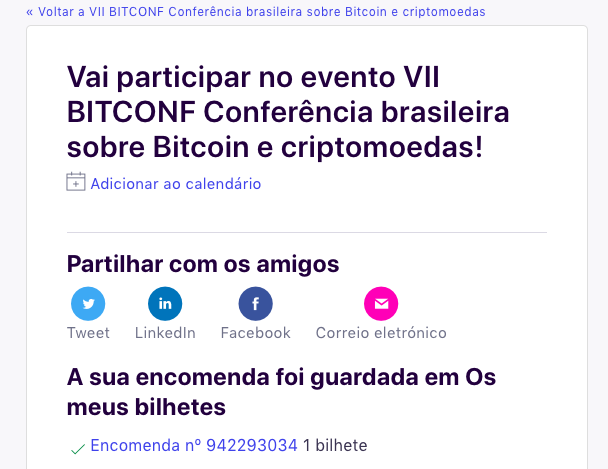 « Voltar a VII BITCONF Conferência brasileira sobre Bitcoin e criptomoedas
Vai participar no evento VII
BITCONF Conferência brasileira
sobre Bitcoin e criptomoedas!
Adicionar ao calendário
Partilhar com os amigos
Tweet LinkedIn Facebook Correio eletrónico
A sua encomenda foi guardada em Os
meus bilhetes
Encomenda nº 942293034 1 bilhete